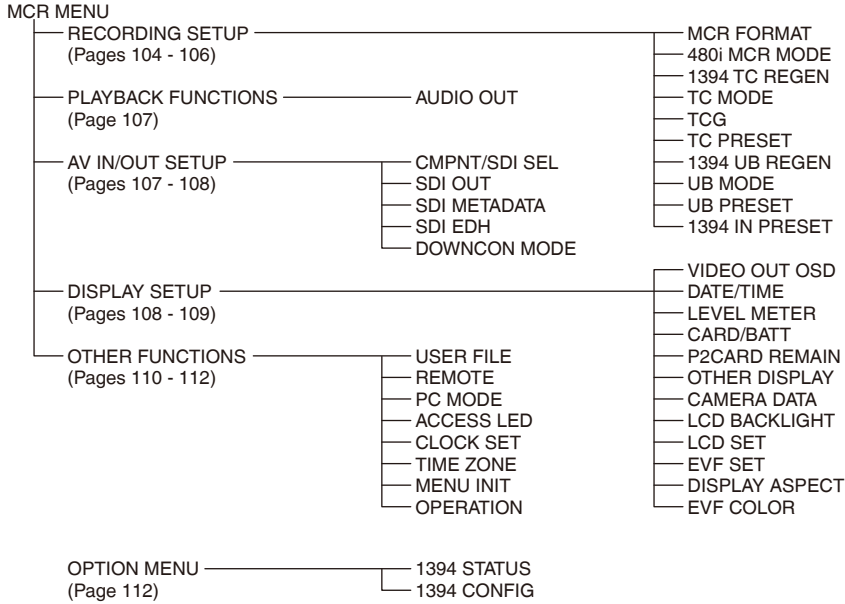 MCR MENU
RECORDING SETUP
(Pages 104 - 106)
MCR FORMAT
480i MCR MODE
1394 TC REGEN
TC MODE
TCG
TC PRESET
1394 UB REGEN
UB MODE
UB PRESET
1394 IN PRESET
PLAYBACK FUNCTIONS
(Page 107)
AUDIO OUT
AV IN/OUT SETUP
(Pages 107 - 108)
CMPNT/SDI SEL
SDI OUT
SDI METADATA
SDI EDH
DOWNCON MODE
DISPLAY SETUP
(Pages 108 - 109)
VIDEO OUT OSD
DATE/TIME
LEVEL METER
CARD/BATT
P2CARD REMAIN
OTHER DISPLAY
CAMERA DATA
LCD BACKLIGHT
LCD SET
EVF SET
DISPLAY ASPECT
EVF COLOR
OTHER FUNCTIONS
(Pages 110 - 112)
USER FILE
REMOTE
PC MODE
ACCESS LED
CLOCK SET
TIME ZONE
MENU INIT
OPERATION
OPTION MENU
(Page 112)
1394 STATUS
1394 CONFIG